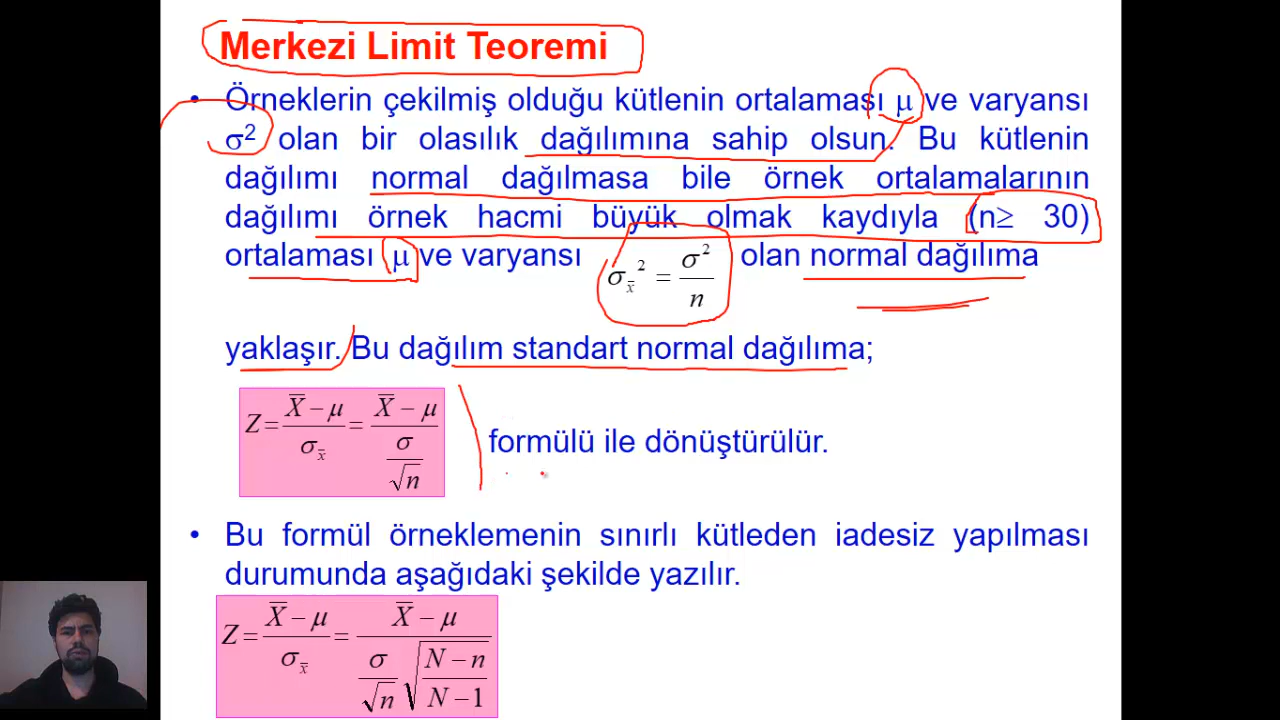 Merkezi Limit Teoremi
• Örneklerin çekilmiş olduğu kütlenin ortalaması μ ve varyansı
σ² olan bir olasılık dağılımına sahip olsun. Bu kütlenin
dağılımı normal dağılmasa bile örnek ortalamalarının
dağılımı örnek hacmi büyük olmak kaydıyla (n≥ 30)
ortalaması μ ve varyansı σ_x̄² = σ²/n olan normal dağılıma
yaklaşır. Bu dağılım standart normal dağılıma;
Z = (X̄ − μ)/σ_x̄ = (X̄ − μ)/(σ/√n) formülü ile dönüştürülür.
• Bu formül örneklemenin sınırlı kütleden iadesiz yapılması
durumunda aşağıdaki şekilde yazılır.
Z = (X̄ − μ)/σ_x̄ = (X̄ − μ)/((σ/√n)√((N − n)/(N − 1)))